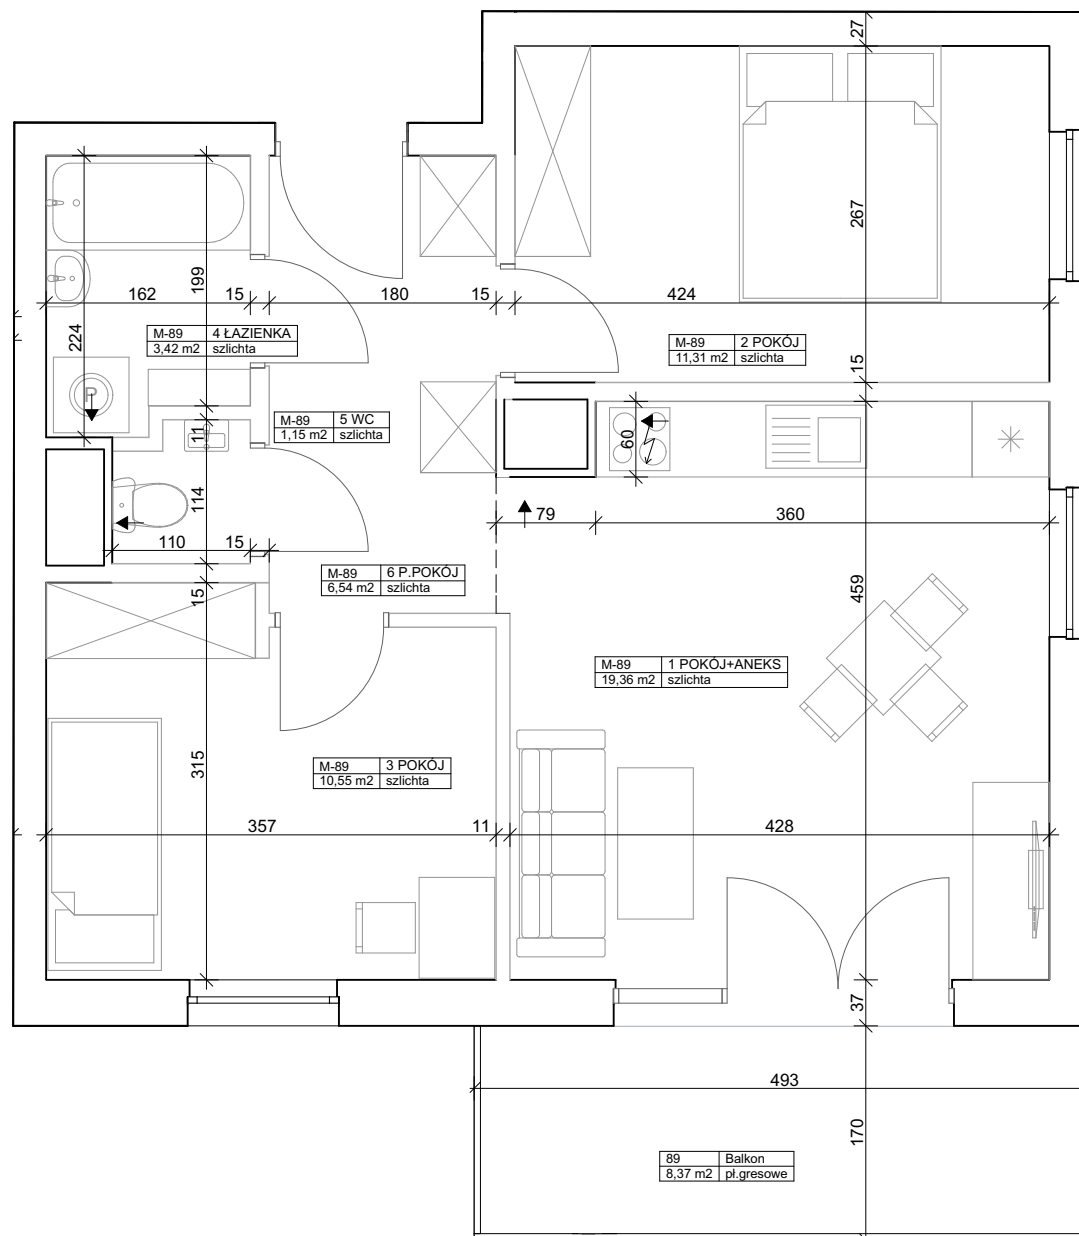 27
267
199
162
15
180
15
424
224
M-89 4 ŁAZIENKA
3,42 m2 szlichta
M-89 2 POKÓJ
11,31 m2 szlichta
15
P
M-89 5 WC
1,15 m2 szlichta
11
60
114
79
360
110
15
M-89 6 P.POKÓJ
6,54 m2 szlichta
15
459
M-89 1 POKÓJ+ANEKS
19,36 m2 szlichta
315
M-89 3 POKÓJ
10,55 m2 szlichta
357
11
428
37
493
170
89 Balkon
8,37 m2 pł.gresowe